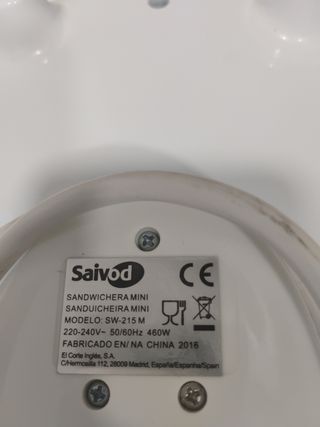 Saivod
CE
SANDWICHERA MINI
SANDUICHEIRA MINI
MODELO: SW-215 M
220-240V~ 50/60Hz 460W
FABRICADO EN/ NA CHINA 2016
El Corte Inglés, S.A.
C/Hermosilla 112, 28009 Madrid, España/Espanha/Spain